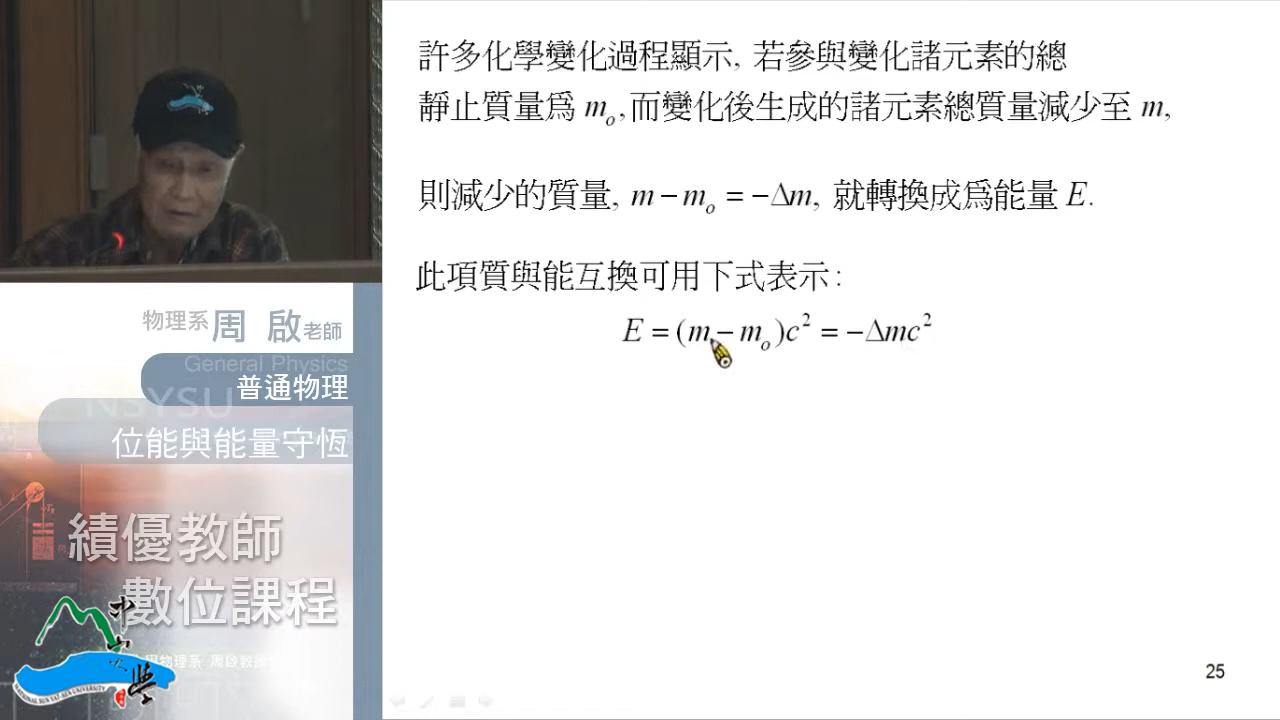 許多化學變化過程顯示, 若參與變化諸元素的總
靜止質量爲 mₒ,而變化後生成的諸元素總質量減少至 m,
則減少的質量, m − mₒ = −Δm, 就轉換成爲能量 E.
此項質與能互換可用下式表示:
E = (m − mₒ)c² = −Δmc²
物理系周 啟老師
General Physics
普通物理
NSYSU
位能與能量守恆
績優教師
數位課程
25